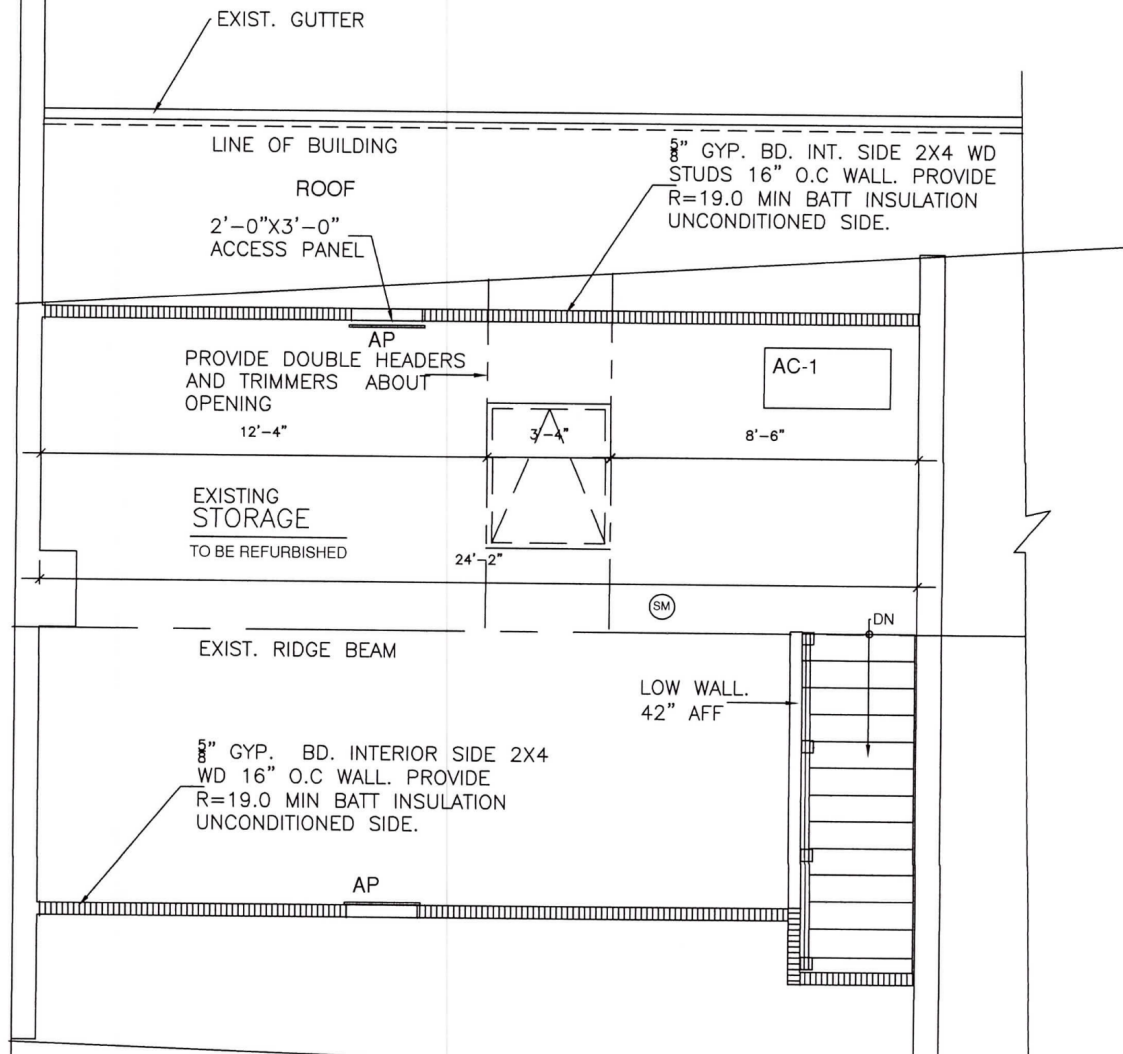 EXIST. GUTTER
LINE OF BUILDING
ROOF
2'-0"X3'-0"
ACCESS PANEL
5/8" GYP. BD. INT. SIDE 2X4 WD
STUDS 16" O.C WALL. PROVIDE
R=19.0 MIN BATT INSULATION
UNCONDITIONED SIDE.
AP
PROVIDE DOUBLE HEADERS
AND TRIMMERS ABOUT
OPENING
AC-1
12'-4"
3'-4"
8'-6"
EXISTING
STORAGE
TO BE REFURBISHED
24'-2"
SM
DN
EXIST. RIDGE BEAM
LOW WALL.
42" AFF
5/8" GYP. BD. INTERIOR SIDE 2X4
WD 16" O.C WALL. PROVIDE
R=19.0 MIN BATT INSULATION
UNCONDITIONED SIDE.
AP